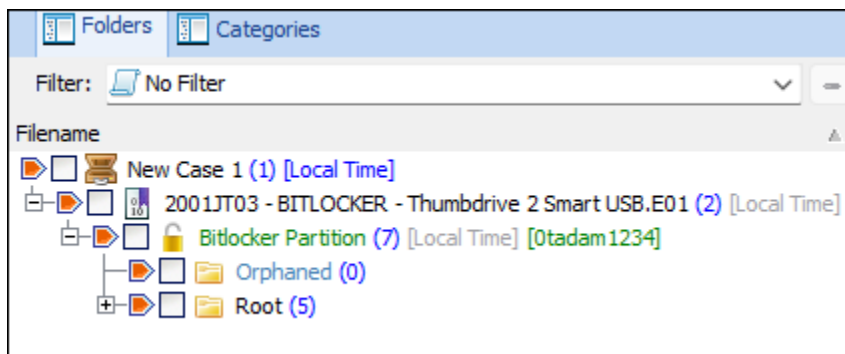 Folders Categories
Filter: No Filter
Filename
New Case 1 (1) [Local Time]
2001JT03 - BITLOCKER - Thumbdrive 2 Smart USB.E01 (2) [Local Time]
Bitlocker Partition (7) [Local Time] [0tadam1234]
Orphaned (0)
Root (5)